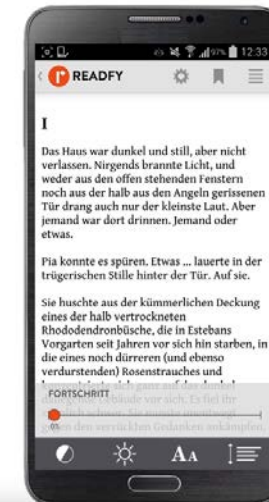 97% 12:33
READFY
I
Das Haus war dunkel und still, aber nicht
verlassen. Nirgends brannte Licht, und
weder aus den offen stehenden Fenstern
noch aus der halb aus den Angeln gerissenen
Tür drang auch nur der kleinste Laut. Aber
jemand war dort drinnen. Jemand oder
etwas.
Pia konnte es spüren. Etwas ... lauerte in der
trügerischen Stille hinter der Tür. Auf sie.
Sie huschte aus der kümmerlichen Deckung
eines der halb vertrockneten
Rhododendronbüsche, die in Estebans
Vorgarten seit Jahren vor sich hin starben, in
die eines noch dürreren (und ebenso
verdurstenden) Rosenstrauches und
FORTSCHRITT
0%
AA